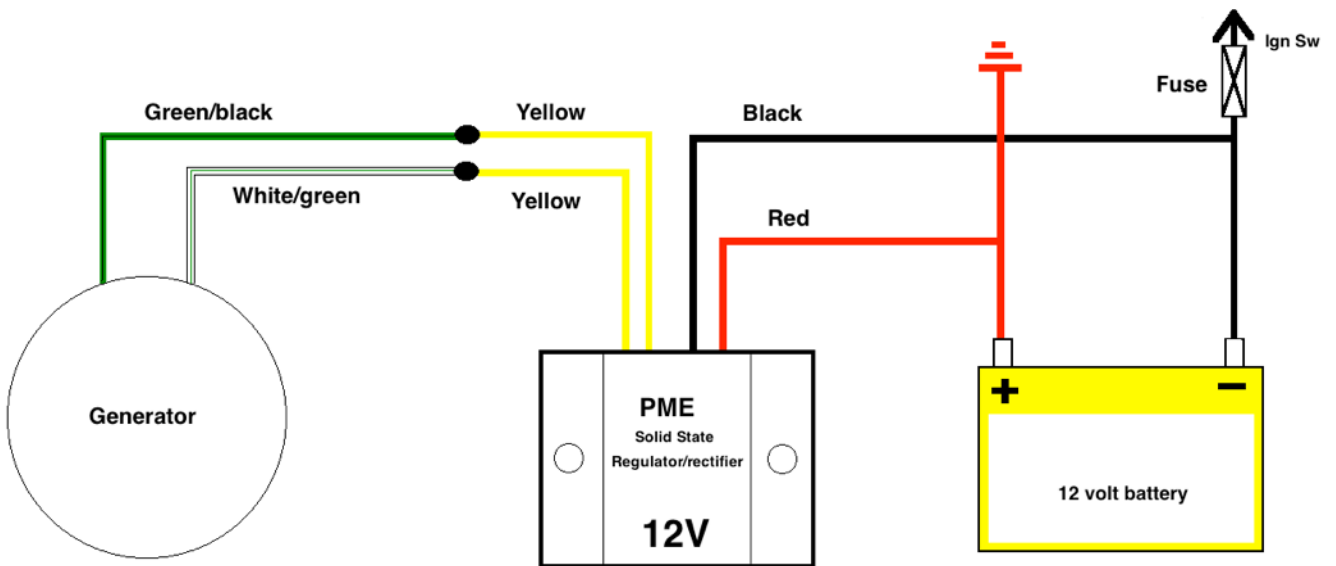 Ign Sw
Fuse
Green/black
Yellow
Black
White/green
Yellow
Red
Generator
PME
Solid State
Regulator/rectifier
12V
+
−
12 volt battery